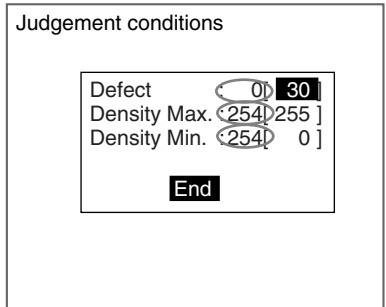 Judgement conditions
Defect : 0[ 30 ]
Density Max. :254[255 ]
Density Min. :254[ 0 ]
End